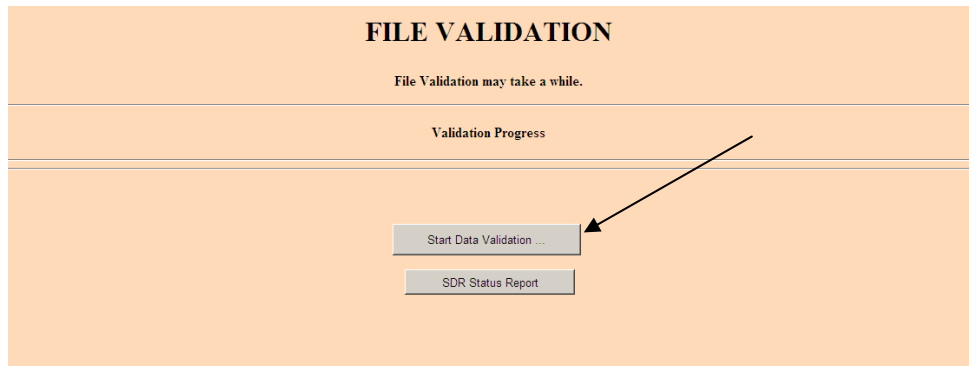 FILE VALIDATION
File Validation may take a while.
Validation Progress
Start Data Validation ...
SDR Status Report